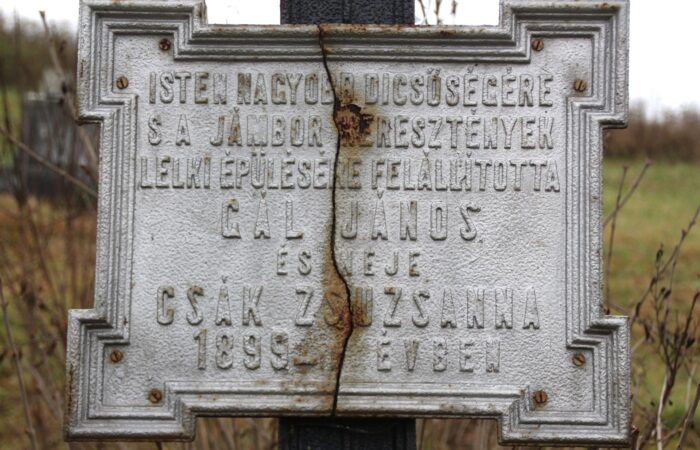 ISTEN NAGYOBB DICSŐSÉGÉRE
S A JÁMBOR KERESZTÉNYEK
LELKI ÉPÜLÉSÉRE FELÁLLÍTOTTA
GÁL JÁNOS.
ÉS NEJE
CSÁK ZSUZSANNA
1899-ÉVBEN